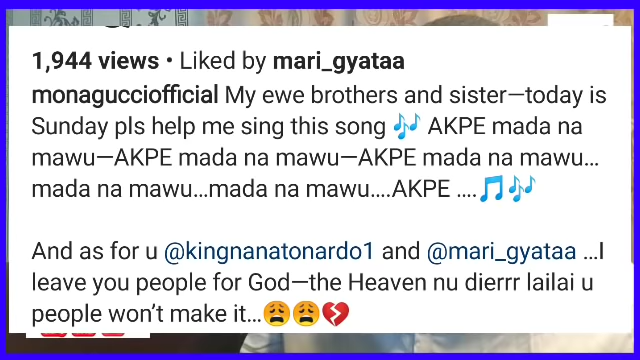 1,944 views • Liked by mari_gyataa
monagucciofficial My ewe brothers and sister—today is
Sunday pls help me sing this song 🎶 AKPE mada na
mawu—AKPE mada na mawu—AKPE mada na mawu…
mada na mawu…mada na mawu….AKPE ….🎵🎶
And as for u @kingnanatonardo1 and @mari_gyataa …I
leave you people for God—the Heaven nu dierrr lailai u
people won’t make it…😩😩💔